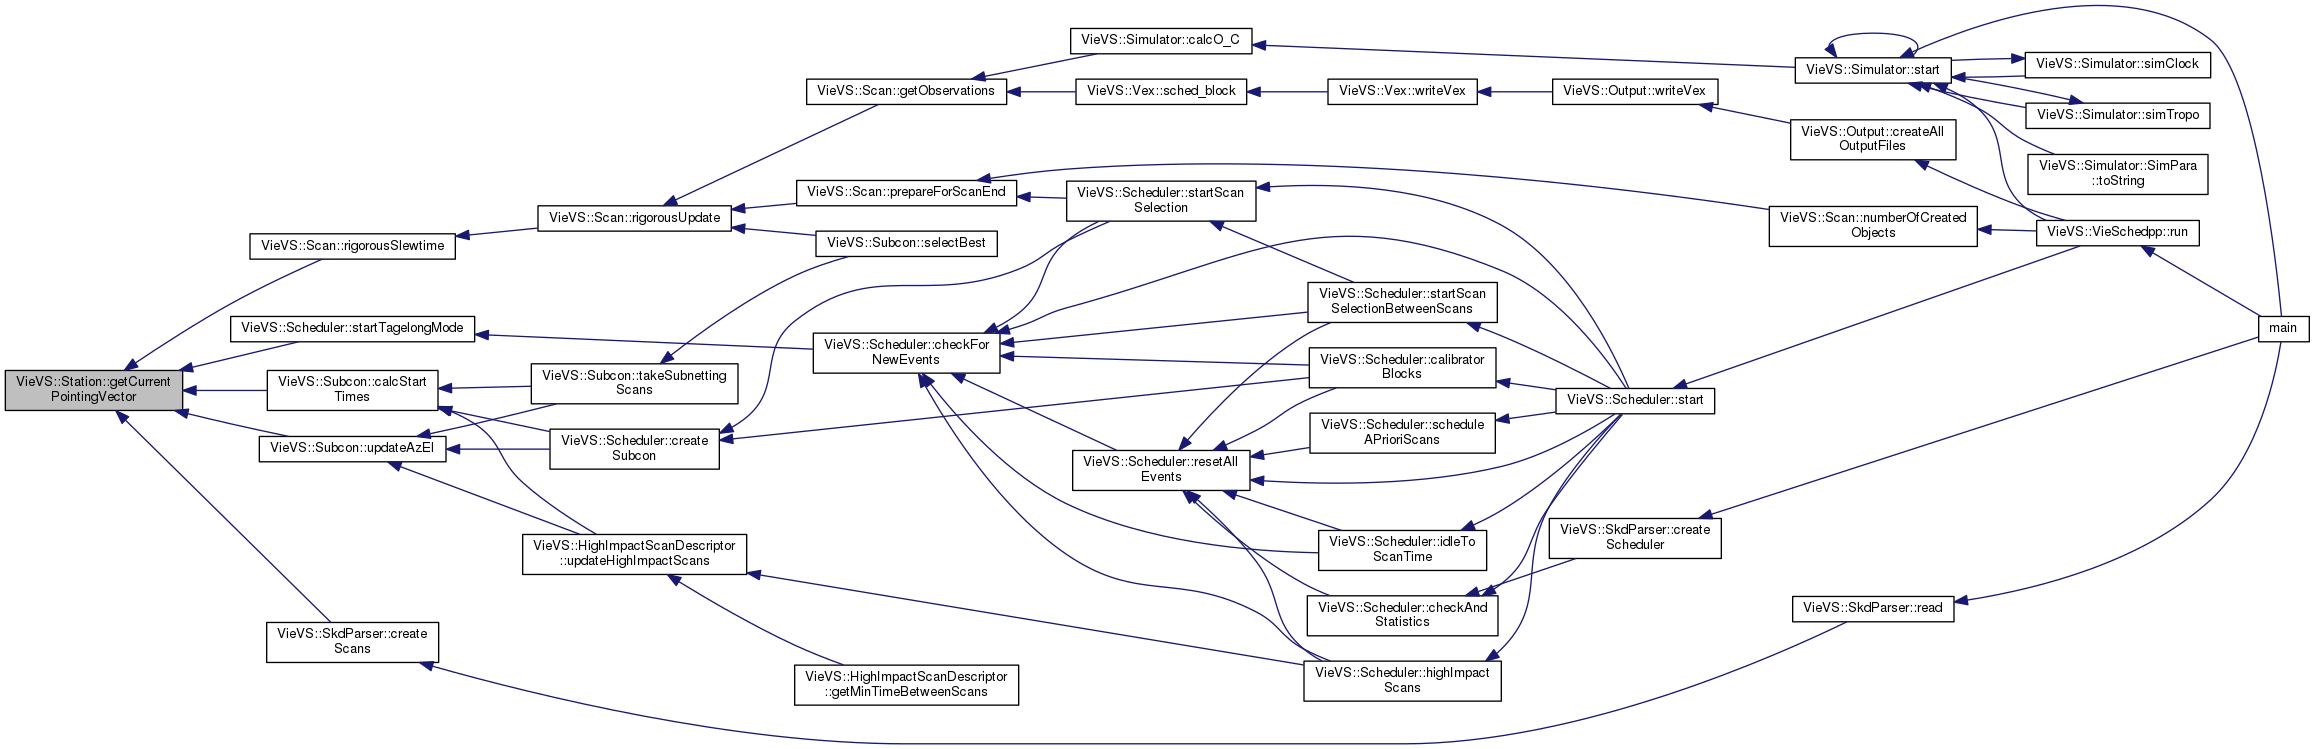 VieVS::Station::getCurrent
PointingVector
VieVS::Scan::rigorousSlewtime
VieVS::Scheduler::startTagelongMode
VieVS::Subcon::calcStart
Times
VieVS::Subcon::updateAzEl
VieVS::SkdParser::create
Scans
VieVS::Scan::rigorousUpdate
VieVS::Subcon::takeSubnetting
Scans
VieVS::Scheduler::create
Subcon
VieVS::HighImpactScanDescriptor
::updateHighImpactScans
VieVS::Scan::getObservations
VieVS::Scan::prepareForScanEnd
VieVS::Subcon::selectBest
VieVS::Scheduler::checkFor
NewEvents
VieVS::HighImpactScanDescriptor
::getMinTimeBetweenScans
VieVS::Simulator::calcO_C
VieVS::Vex::sched_block
VieVS::Scheduler::startScan
Selection
VieVS::Scheduler::resetAll
Events
VieVS::Vex::writeVex
VieVS::Scheduler::startScan
SelectionBetweenScans
VieVS::Scheduler::calibrator
Blocks
VieVS::Scheduler::schedule
APrioriScans
VieVS::Scheduler::idleTo
ScanTime
VieVS::Scheduler::checkAnd
Statistics
VieVS::Scheduler::highImpact
Scans
VieVS::Output::writeVex
VieVS::Scheduler::start
VieVS::SkdParser::create
Scheduler
VieVS::Simulator::start
VieVS::Output::createAll
OutputFiles
VieVS::Scan::numberOfCreated
Objects
VieVS::SkdParser::read
VieVS::Simulator::simClock
VieVS::Simulator::simTropo
VieVS::Simulator::SimPara
::toString
VieVS::VieSchedpp::run
main